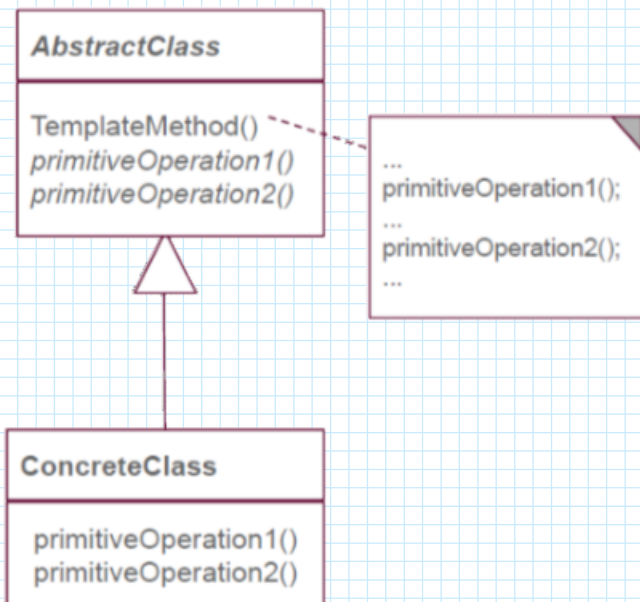 AbstractClass
TemplateMethod()
primitiveOperation1()
primitiveOperation2()
...
primitiveOperation1();
...
primitiveOperation2();
...
ConcreteClass
primitiveOperation1()
primitiveOperation2()